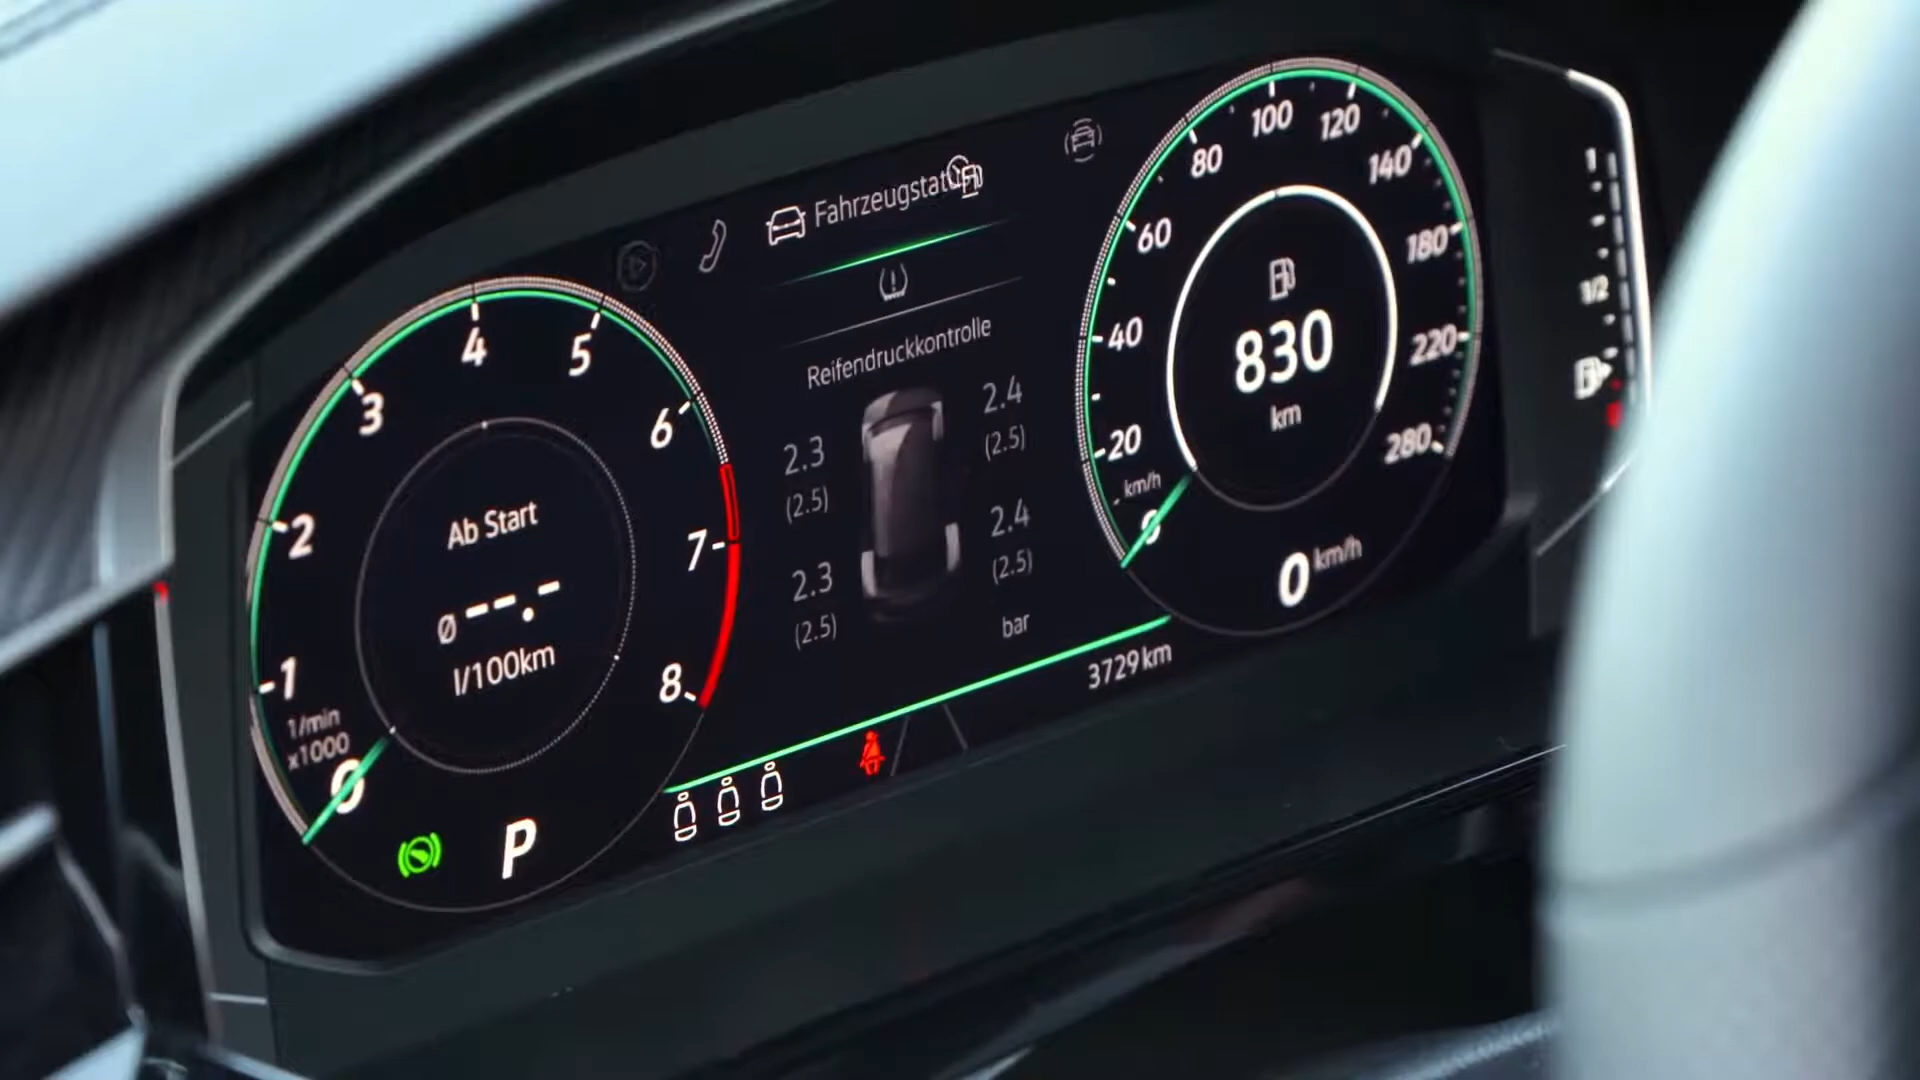 Fahrzeugstatus
Reifendruckkontrolle
2.3
(2.5)
2.4
(2.5)
2.3
(2.5)
2.4
(2.5)
bar
3729 km
0
1
2
3
4
5
6
7
8
1/min
x1000
Ab Start
Ø --.-
l/100km
P
0
20
40
60
80
100
120
140
180
220
280
km/h
830
km
0 km/h
1
1/2